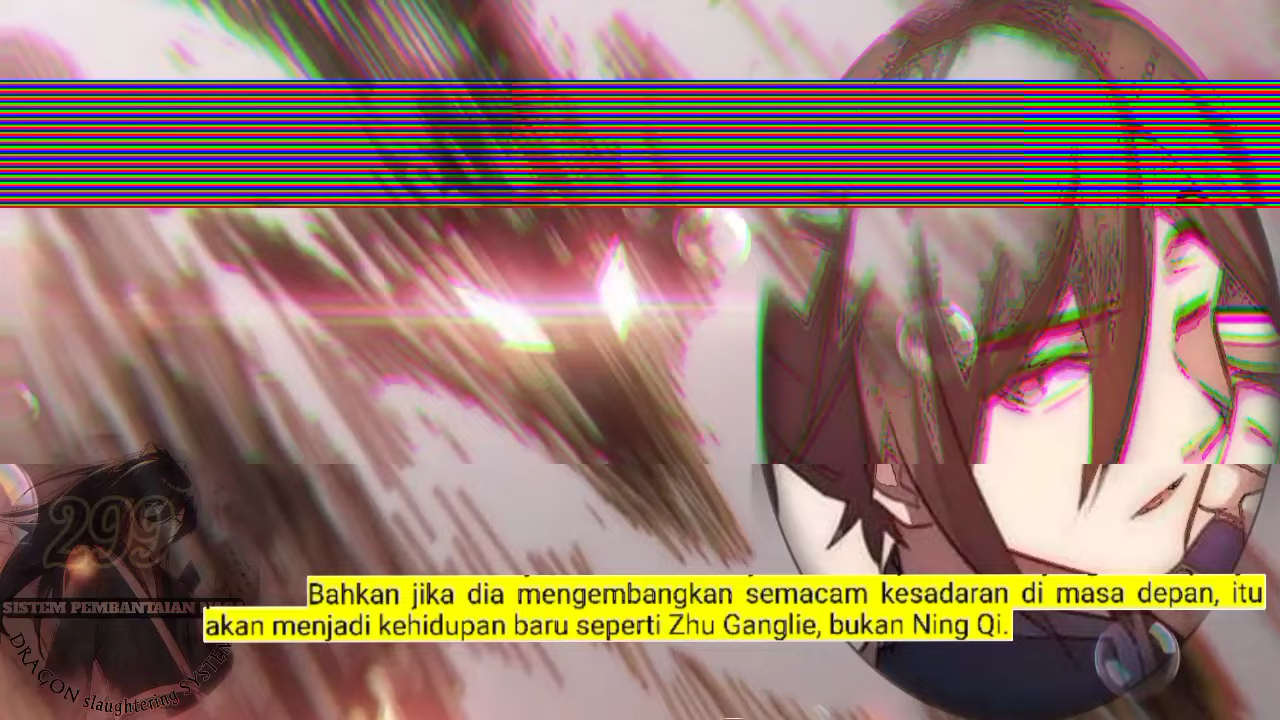 299
SISTEM PEMBANTAIAN
DRAGON slaughtering SYSTEM
Bahkan jika dia mengembangkan semacam kesadaran di masa depan, itu
akan menjadi kehidupan baru seperti Zhu Ganglie, bukan Ning Qi.